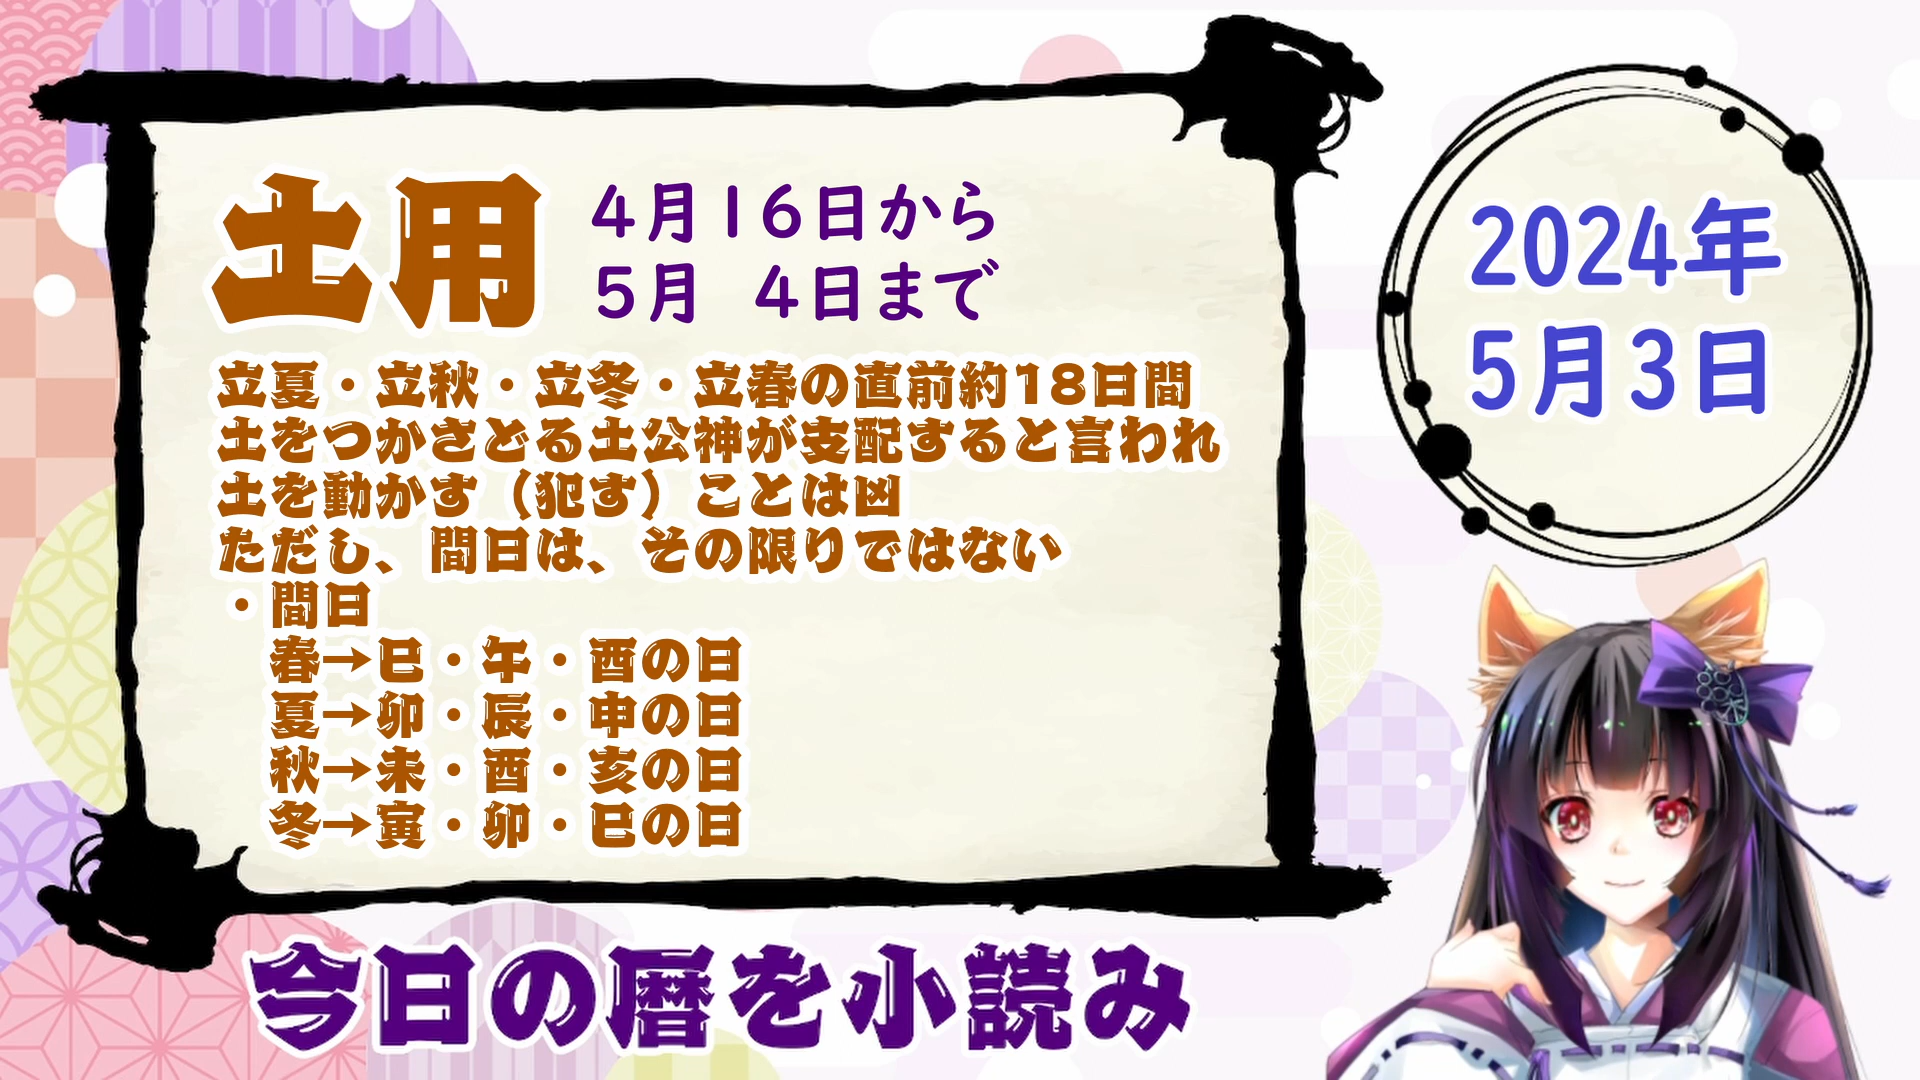 土用
4月16日から
5月 4日まで
立夏・立秋・立冬・立春の直前約18日間
土をつかさどる土公神が支配すると言われ
土を動かす（犯す）ことは凶
ただし、間日は、その限りではない
・間日
春→巳・午・酉の日
夏→卯・辰・申の日
秋→未・酉・亥の日
冬→寅・卯・巳の日
2024年
5月3日
今日の暦を小読み